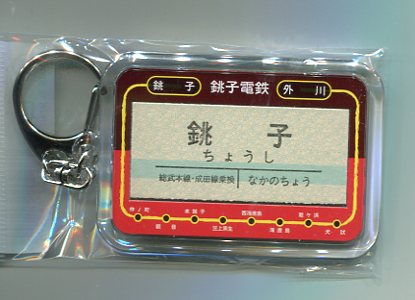 銚子 銚子電鉄 外川
銚子
ちょうし
総武本線・成田線乗換 なかのちょう
仲ノ町 本銚子 西海鹿島 君ケ浜
観音 笠上黒生 海鹿島 犬吠